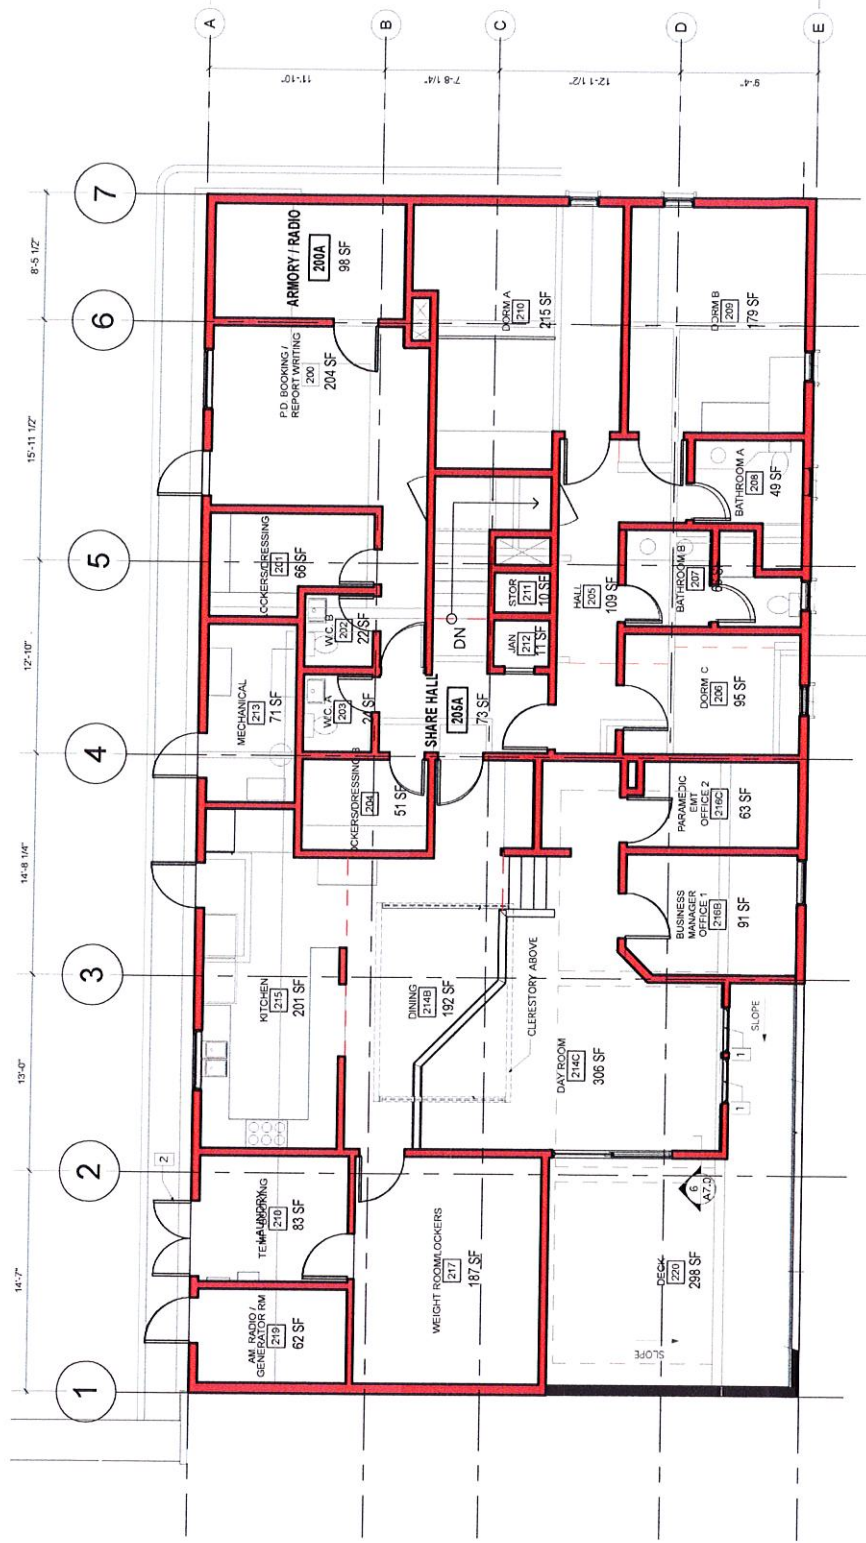 A
B
C
D
E
11'-10"
7'-8 1/4"
12'-1 1/2"
9'-4"
1
2
3
4
5
6
7
14'-7"
13'-0"
14'-8 1/4"
12'-10"
15'-11 1/2"
8'-5 1/2"
AM. RADIO /
GENERATOR RM
219
62 SF
LAUNDRY
218
83 SF
2
WEIGHT ROOM/LOCKERS
217
187 SF
DECK
220
298 SF
SLOPE
6
A7.0
KITCHEN
215
201 SF
DINING
214B
192 SF
CLERESTORY ABOVE
DAY ROOM
214C
306 SF
1
1
SLOPE
BUSINESS
MANAGER
OFFICE 1
216B
91 SF
PARAMEDIC
EMT
OFFICE 2
216C
63 SF
MECHANICAL
213
71 SF
LOCKERS/DRESSING B
204
51 SF
W.C. A
203
24 SF
W.C. B
202
22 SF
LOCKERS/DRESSING
201
66 SF
SHARE HALL
205A
73 SF
DN
JAN
212
11 SF
STOR
211
10 SF
HALL
205
109 SF
DORM C
206
95 SF
BATHROOM B
207
SF
BATHROOM A
208
49 SF
P.D. BOOKING /
REPORT WRITING
200
204 SF
ARMORY / RADIO
200A
98 SF
DORM A
210
215 SF
DORM B
209
179 SF